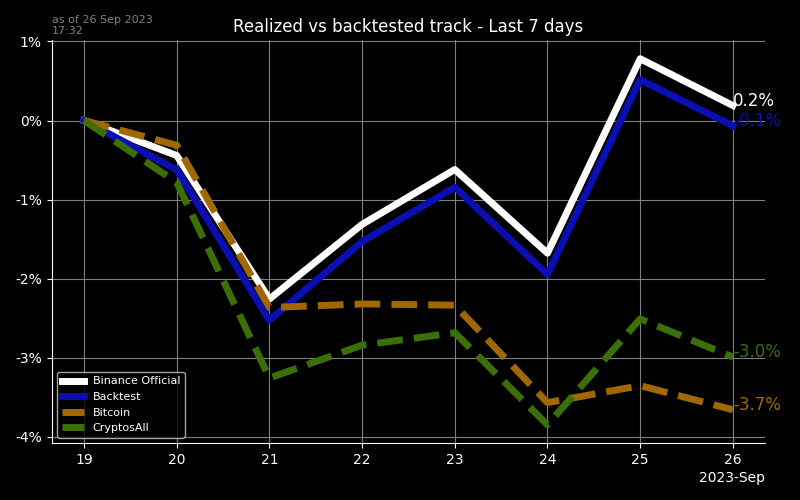 as of 26 Sep 2023
17:32
Realized vs backtested track - Last 7 days
1%
0%
-1%
-2%
-3%
-4%
0.2%
-0.1%
-3.0%
-3.7%
Binance Official
Backtest
Bitcoin
CryptosAll
19 20 21 22 23 24 25 26
2023-Sep